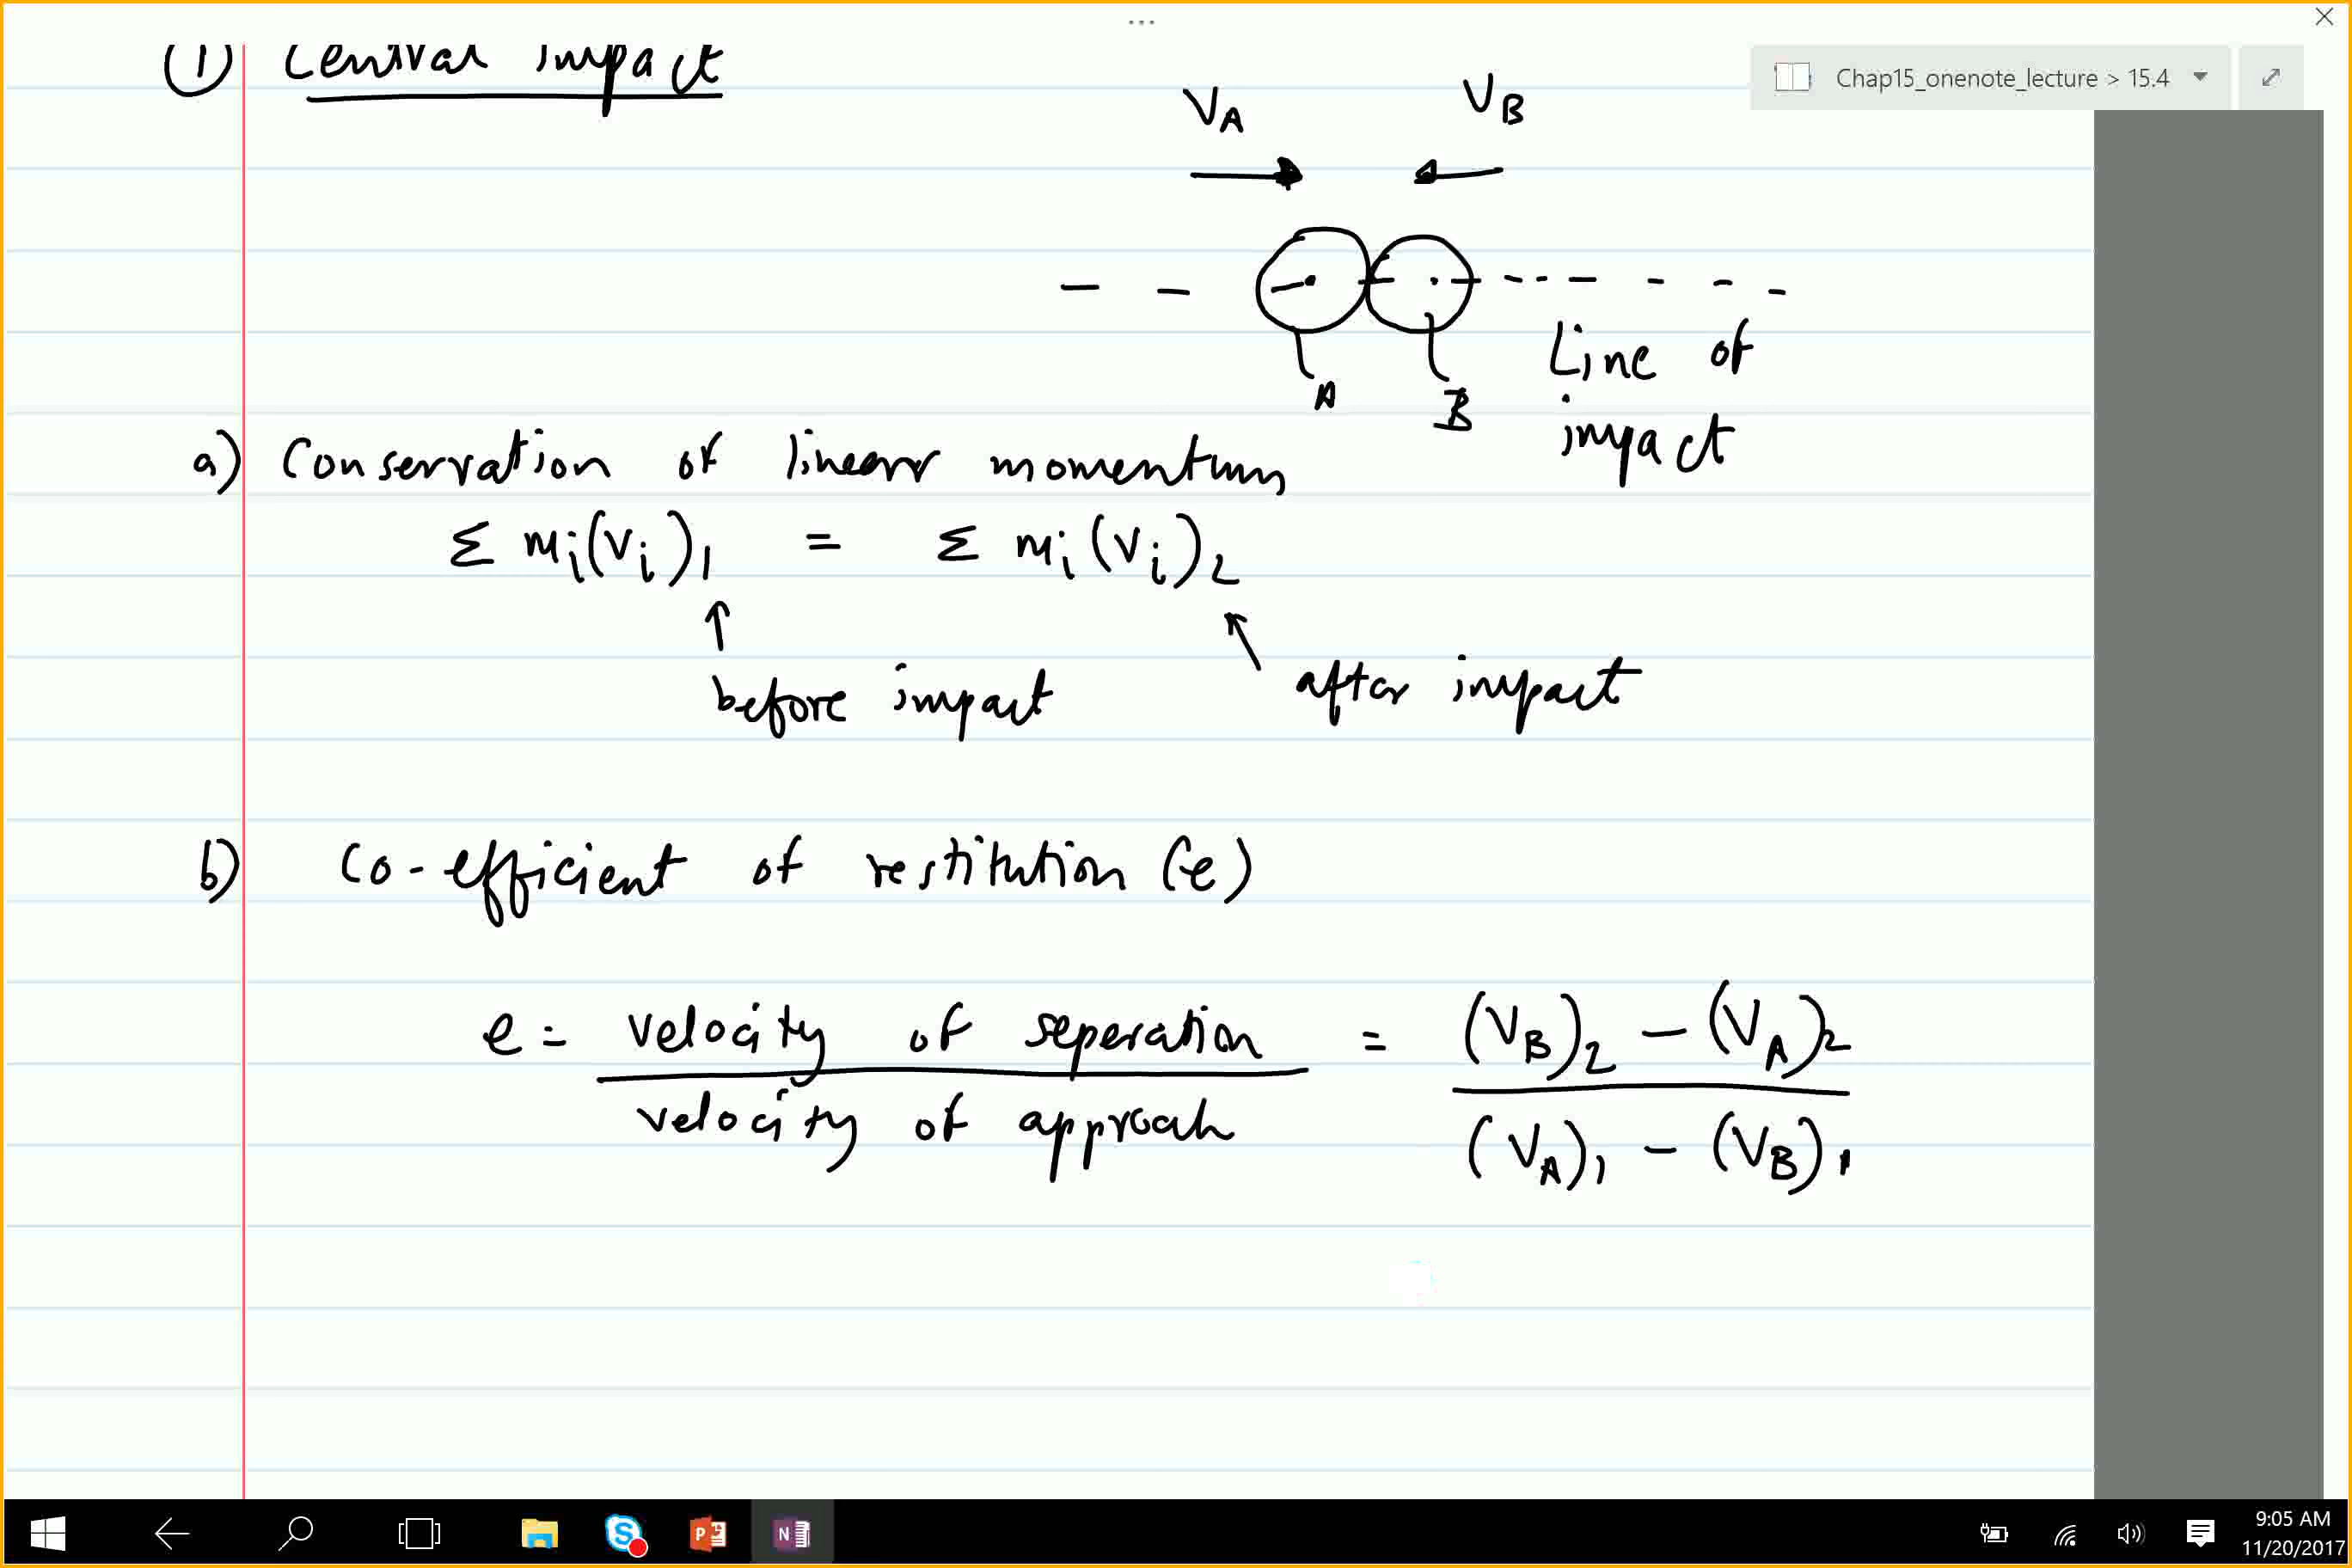 ...
Chap15_onenote_lecture > 15.4
① Central impact
VA VB
A B
Line of
impact
a) Conservation of linear momentum
Σ mi(vi)1 = Σ mi(vi)2
before impact after impact
b) Co-efficient of restitution (e)
e = velocity of seperation / velocity of approah = (VB)2 − (VA)2 / (VA)1 − (VB)1
9:05 AM
11/20/2017